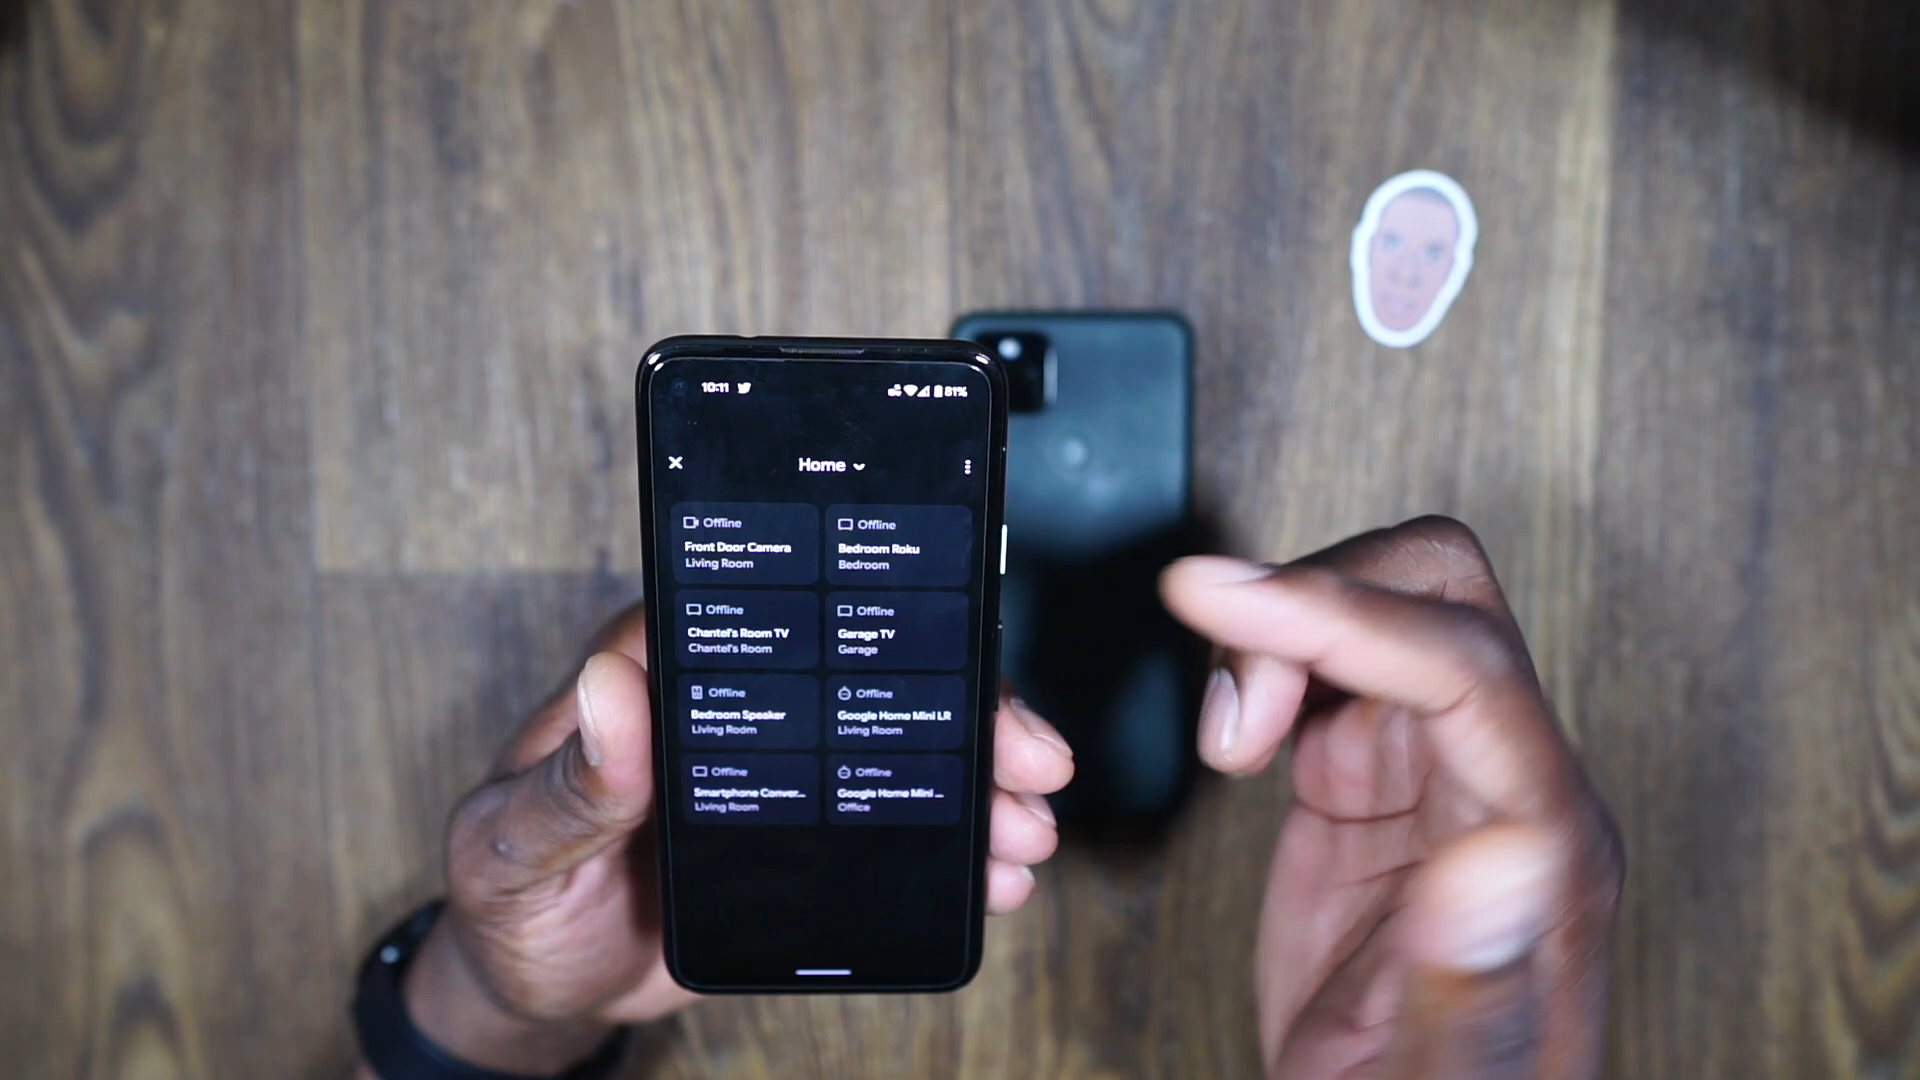 10:11
81%
Home
Offline
Front Door Camera
Living Room
Offline
Bedroom Roku
Bedroom
Offline
Chantel's Room TV
Chantel's Room
Offline
Garage TV
Garage
Offline
Bedroom Speaker
Living Room
Offline
Google Home Mini LR
Living Room
Offline
Smartphone Conver...
Living Room
Offline
Google Home Mini ...
Office